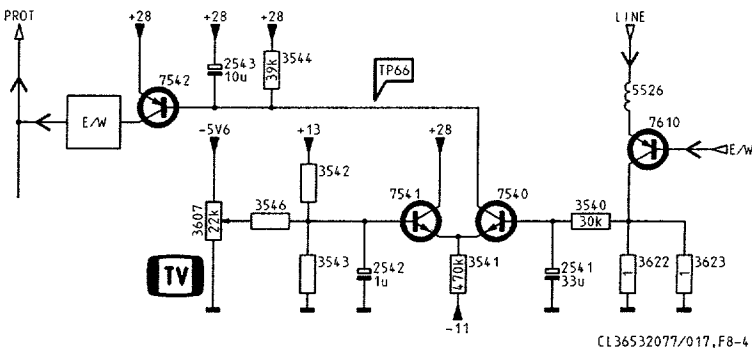 PROT
+28
+28
+28
LINE
2543
10u
3544
39k
7542
TP66
5526
7610
E/W
E/W
-5V6
+13
+28
3542
3607
22k
3546
7541
7540
3540
30k
3543
2542
1u
3541
470k
2541
33u
3622
1
3623
1
TV
-11
CL36532077/017,F8-4